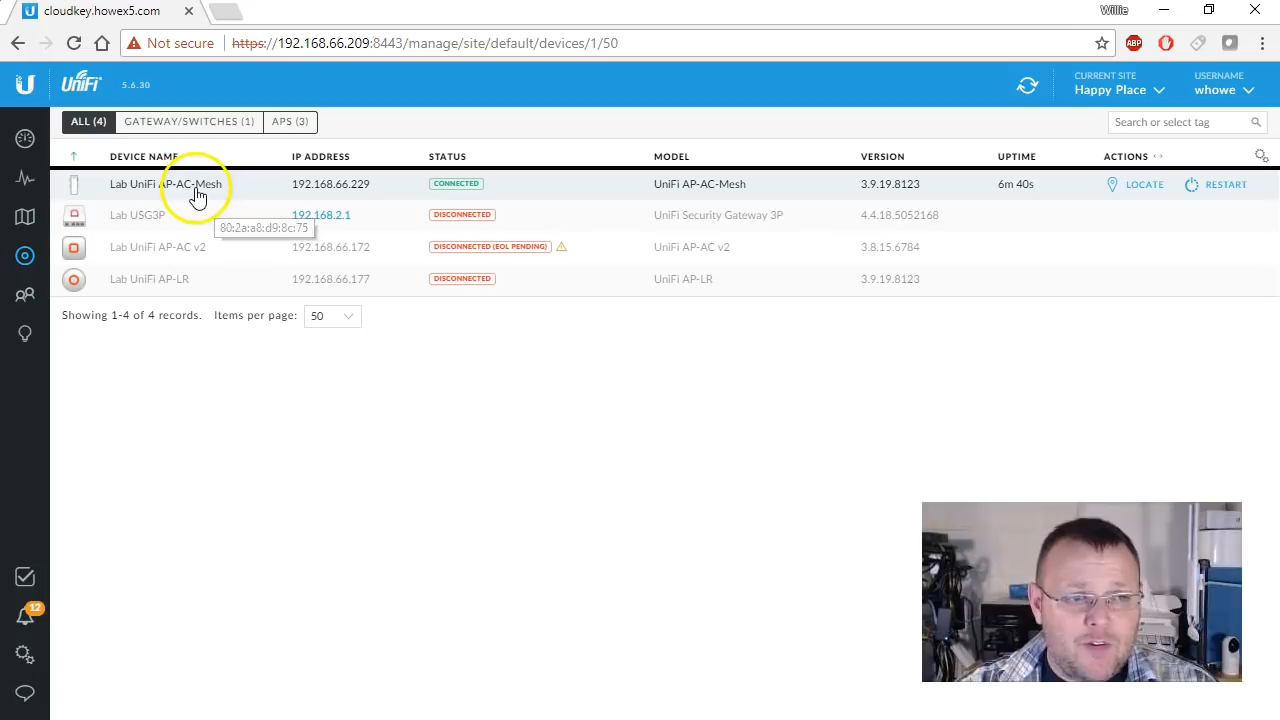 cloudkey.howex5.com
Willie
Not secure
https://192.168.66.209:8443/manage/site/default/devices/1/50
ABP
U
UniFi
5.6.30
CURRENT SITE
Happy Place
USERNAME
whowe
ALL (4)
GATEWAY/SWITCHES (1)
APS (3)
Search or select tag
DEVICE NAME IP ADDRESS STATUS MODEL VERSION UPTIME ACTIONS
Lab UniFi AP-AC-Mesh 192.168.66.229 CONNECTED UniFi AP-AC-Mesh 3.9.19.8123 6m 40s LOCATE RESTART
Lab USG3P 192.168.2.1 DISCONNECTED UniFi Security Gateway 3P 4.4.18.5052168
80:2a:a8:d9:8c:75
Lab UniFi AP-AC v2 192.168.66.172 DISCONNECTED (EOL PENDING) UniFi AP-AC v2 3.8.15.6784
Lab UniFi AP-LR 192.168.66.177 DISCONNECTED UniFi AP-LR 3.9.19.8123
Showing 1-4 of 4 records. Items per page: 50
12